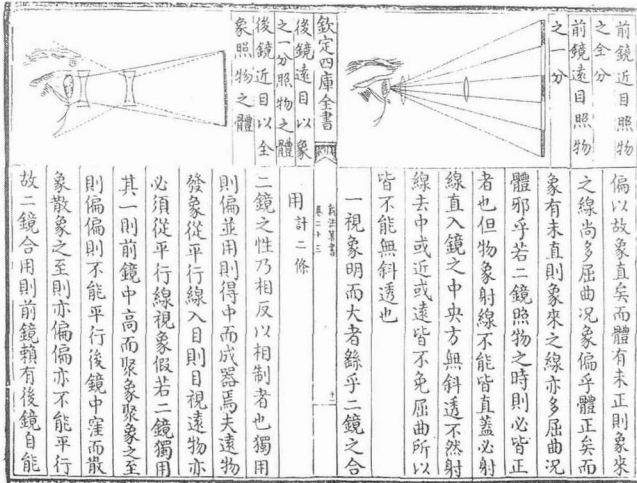 前鏡近目照物
之全分
前鏡遠目照物
之一分
偏以故象直矣而體有未正則象來
之線尚多屈曲况象偏乎體正矣而
象有未直則象來之線亦多屈曲况
體邪乎若二鏡照物之時則必皆正
者也但物象射線不能皆直蓋必射
線直入鏡之中央方無斜透不然射
線去中或近或遠皆不免屈曲所以
皆不能無斜透也
一視象明而大者繇乎二鏡之合
欽定四庫全書
新法算書
卷二十三
後鏡遠目以象
之一分照物之體
後鏡近目以全
象照物之體
用計二條
二鏡之性乃相反以相制者也獨用
則偏並用則得中而成器焉夫遠物
發象從平行線入目則目視遠物亦
必須從平行線視象假若二鏡獨用
其一則前鏡中高而聚象聚象之至
則偏偏則不能平行後鏡中窪而散
象散象之至則亦偏偏亦不能平行
故二鏡合用則前鏡賴有後鏡自能